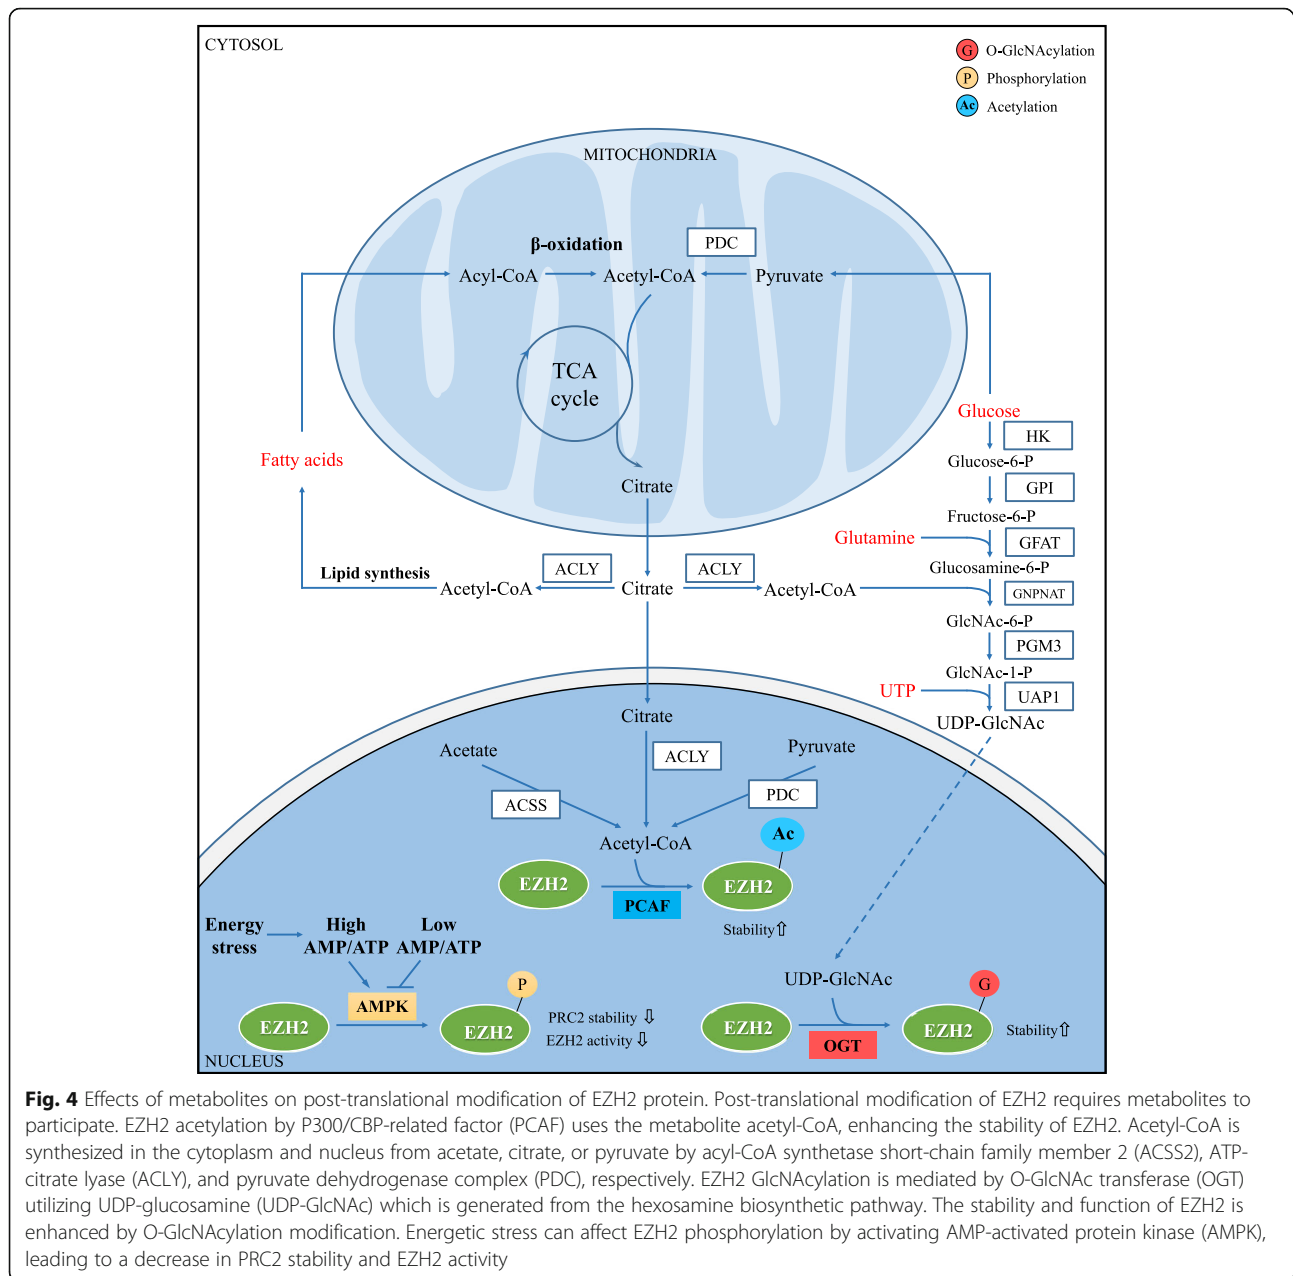 CYTOSOL
G O-GlcNAcylation
P Phosphorylation
Ac Acetylation
MITOCHONDRIA
β-oxidation
PDC
Acyl-CoA
Acetyl-CoA
Pyruvate
TCA
cycle
Glucose
HK
Fatty acids
Glucose-6-P
GPI
Citrate
Fructose-6-P
Glutamine
GFAT
Glucosamine-6-P
Lipid synthesis
ACLY
ACLY
Acetyl-CoA
Citrate
Acetyl-CoA
GNPNAT
GlcNAc-6-P
PGM3
GlcNAc-1-P
UTP
UAP1
UDP-GlcNAc
Citrate
Acetate
ACLY
Pyruvate
ACSS
PDC
Acetyl-CoA
Ac
EZH2
PCAF
EZH2
Stability⇧
Energy
stress
High
AMP/ATP
Low
AMP/ATP
AMPK
P
EZH2
EZH2
PRC2 stability ⇩
EZH2 activity ⇩
UDP-GlcNAc
G
EZH2
OGT
EZH2
Stability⇧
NUCLEUS
Fig. 4 Effects of metabolites on post-translational modification of EZH2 protein. Post-translational modification of EZH2 requires metabolites to
participate. EZH2 acetylation by P300/CBP-related factor (PCAF) uses the metabolite acetyl-CoA, enhancing the stability of EZH2. Acetyl-CoA is
synthesized in the cytoplasm and nucleus from acetate, citrate, or pyruvate by acyl-CoA synthetase short-chain family member 2 (ACSS2), ATP-
citrate lyase (ACLY), and pyruvate dehydrogenase complex (PDC), respectively. EZH2 GlcNAcylation is mediated by O-GlcNAc transferase (OGT)
utilizing UDP-glucosamine (UDP-GlcNAc) which is generated from the hexosamine biosynthetic pathway. The stability and function of EZH2 is
enhanced by O-GlcNAcylation modification. Energetic stress can affect EZH2 phosphorylation by activating AMP-activated protein kinase (AMPK),
leading to a decrease in PRC2 stability and EZH2 activity